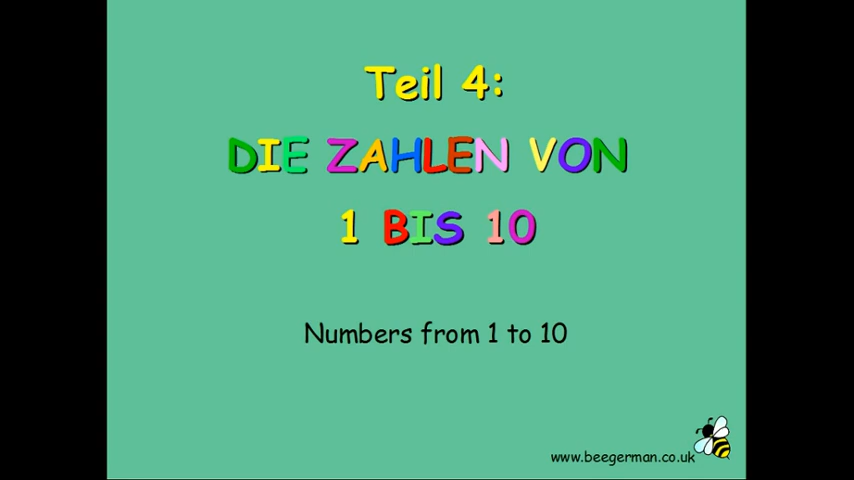 Teil 4:
DIE ZAHLEN VON
1 BIS 10
Numbers from 1 to 10
www.beegerman.co.uk